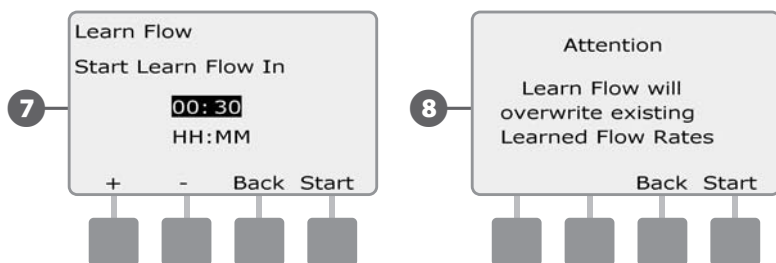 7
Learn Flow
Start Learn Flow In
00:30
HH:MM
+ - Back Start
8
Attention
Learn Flow will
overwrite existing
Learned Flow Rates
Back Start